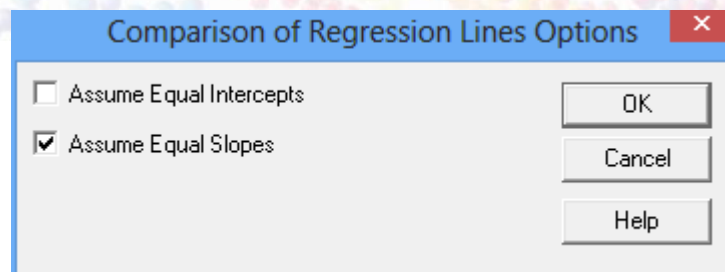 Comparison of Regression Lines Options
Assume Equal Intercepts
OK
Assume Equal Slopes
Cancel
Help